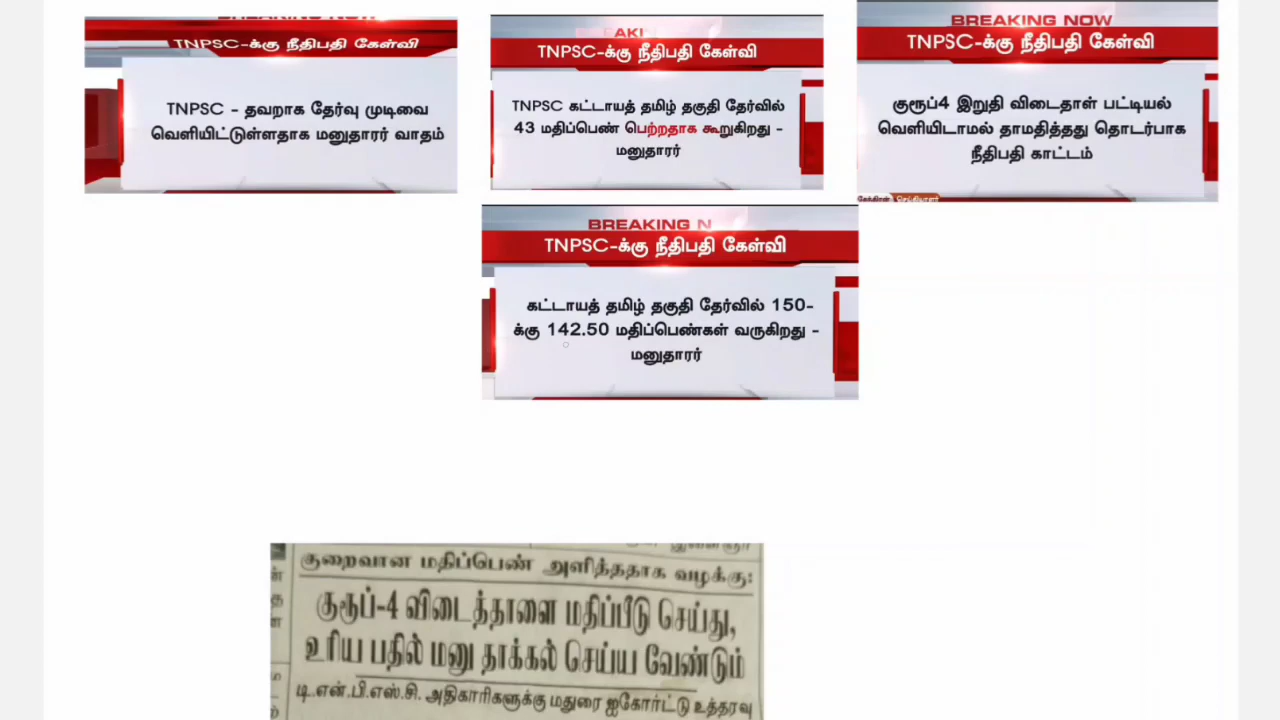 TNPSC-க்கு நீதிபதி கேள்வி
TNPSC - தவறாக தேர்வு முடிவை
வெளியிட்டுள்ளதாக மனுதாரர் வாதம்
AKI
TNPSC-க்கு நீதிபதி கேள்வி
TNPSC கட்டாயத் தமிழ் தகுதி தேர்வில்
43 மதிப்பெண் பெற்றதாக கூறுகிறது -
மனுதாரர்
BREAKING NOW
TNPSC-க்கு நீதிபதி கேள்வி
குரூப்4 இறுதி விடைதாள் பட்டியல்
வெளியிடாமல் தாமதித்தது தொடர்பாக
நீதிபதி காட்டம்
செய்தியாளர்
BREAKING N
TNPSC-க்கு நீதிபதி கேள்வி
கட்டாயத் தமிழ் தகுதி தேர்வில் 150-
க்கு 142.50 மதிப்பெண்கள் வருகிறது -
மனுதாரர்
குறைவான மதிப்பெண் அளித்ததாக வழக்கு:
குரூப்-4 விடைத்தாளை மதிப்பீடு செய்து,
உரிய பதில் மனு தாக்கல் செய்ய வேண்டும்
டி.என்.பி.எஸ்.சி. அதிகாரிகளுக்கு மதுரை ஐகோர்ட்டு உத்தரவு